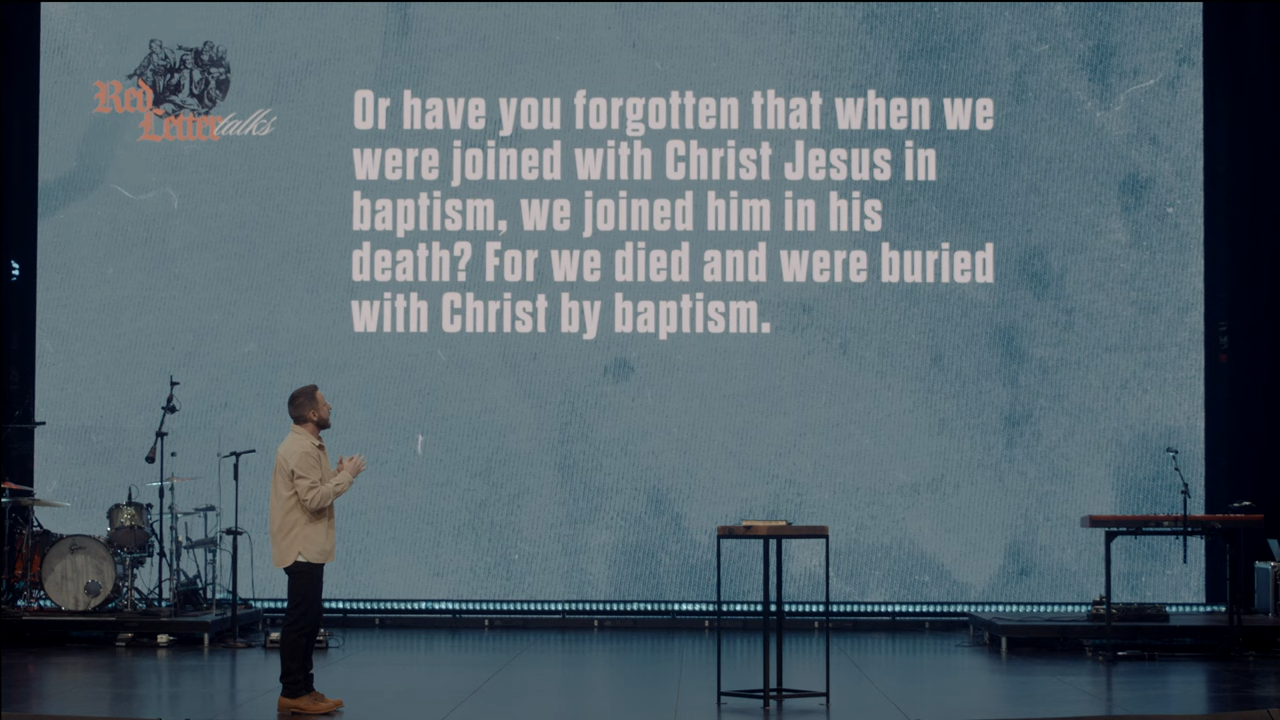 Red
Letter talks
Or have you forgotten that when we
were joined with Christ Jesus in
baptism, we joined him in his
death? For we died and were buried
with Christ by baptism.